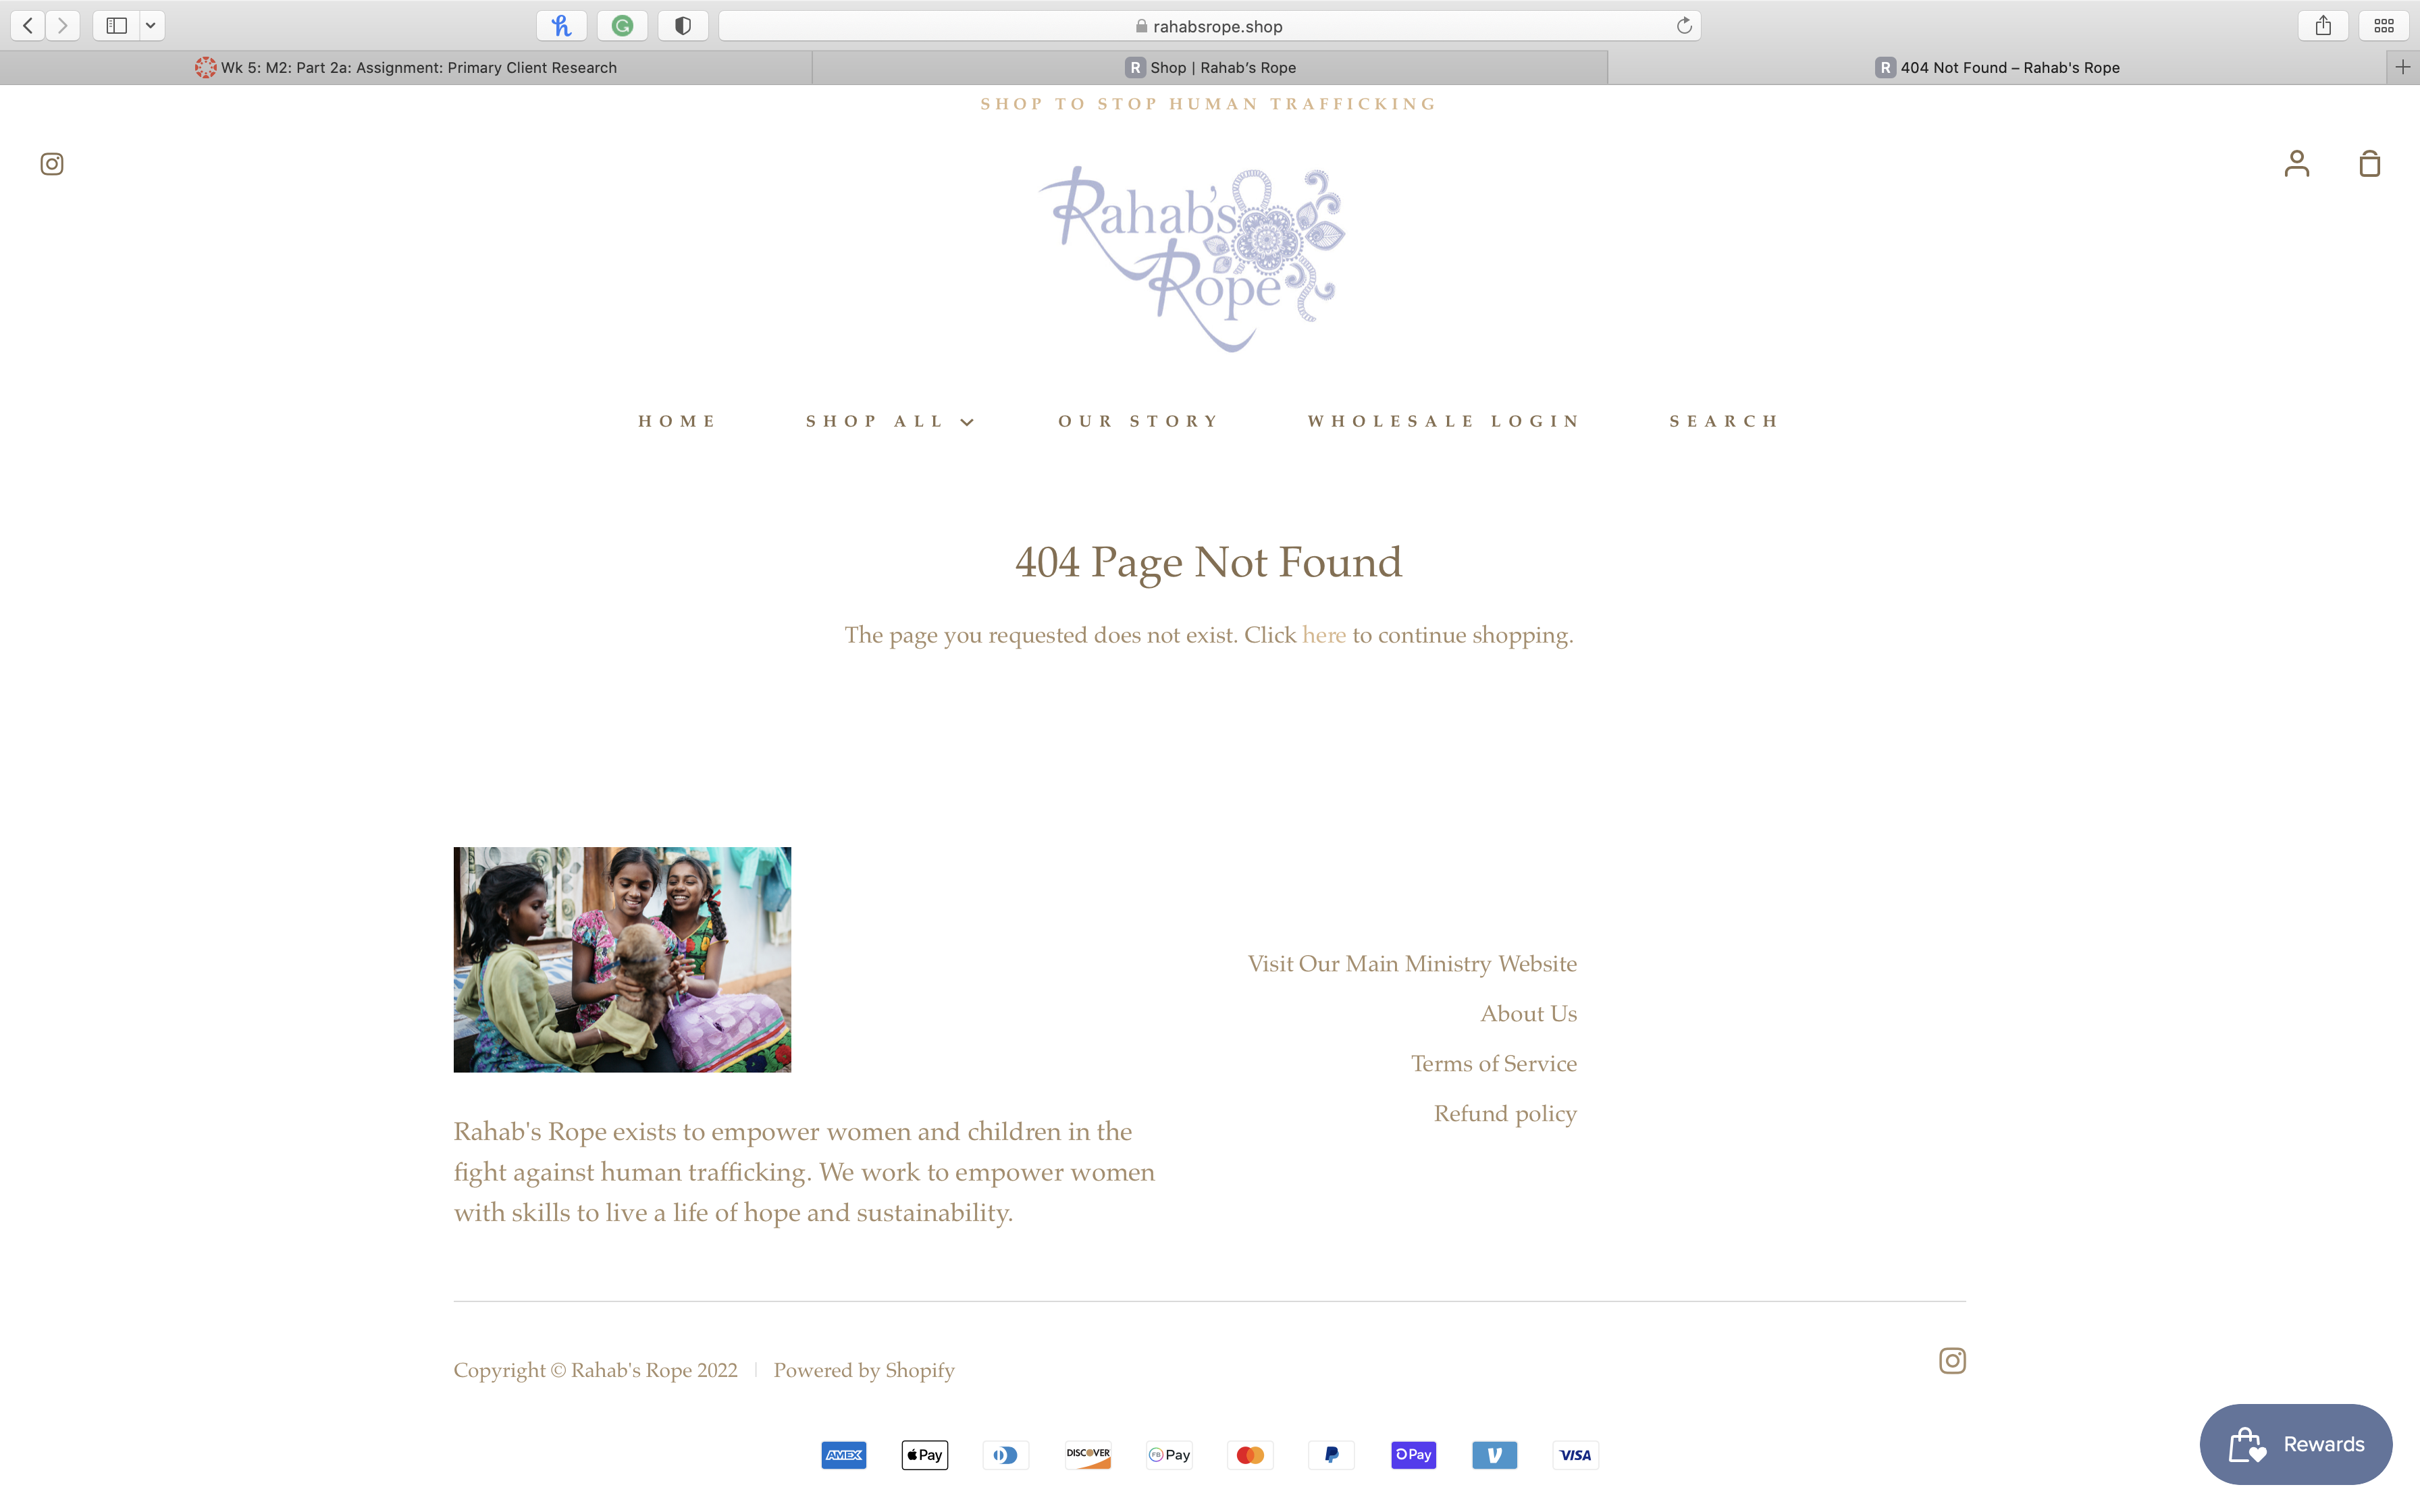 rahabsrope.shop
Wk 5: M2: Part 2a: Assignment: Primary Client Research
R Shop | Rahab’s Rope
R 404 Not Found – Rahab's Rope
SHOP TO STOP HUMAN TRAFFICKING
Rahab's
Rope
HOME SHOP ALL OUR STORY WHOLESALE LOGIN SEARCH
404 Page Not Found
The page you requested does not exist. Click here to continue shopping.
Visit Our Main Ministry Website
About Us
Terms of Service
Refund policy
Rahab's Rope exists to empower women and children in the
fight against human trafficking. We work to empower women
with skills to live a life of hope and sustainability.
Copyright © Rahab's Rope 2022 | Powered by Shopify
AMEX Pay DISCOVER FB Pay P OPay V VISA
Rewards